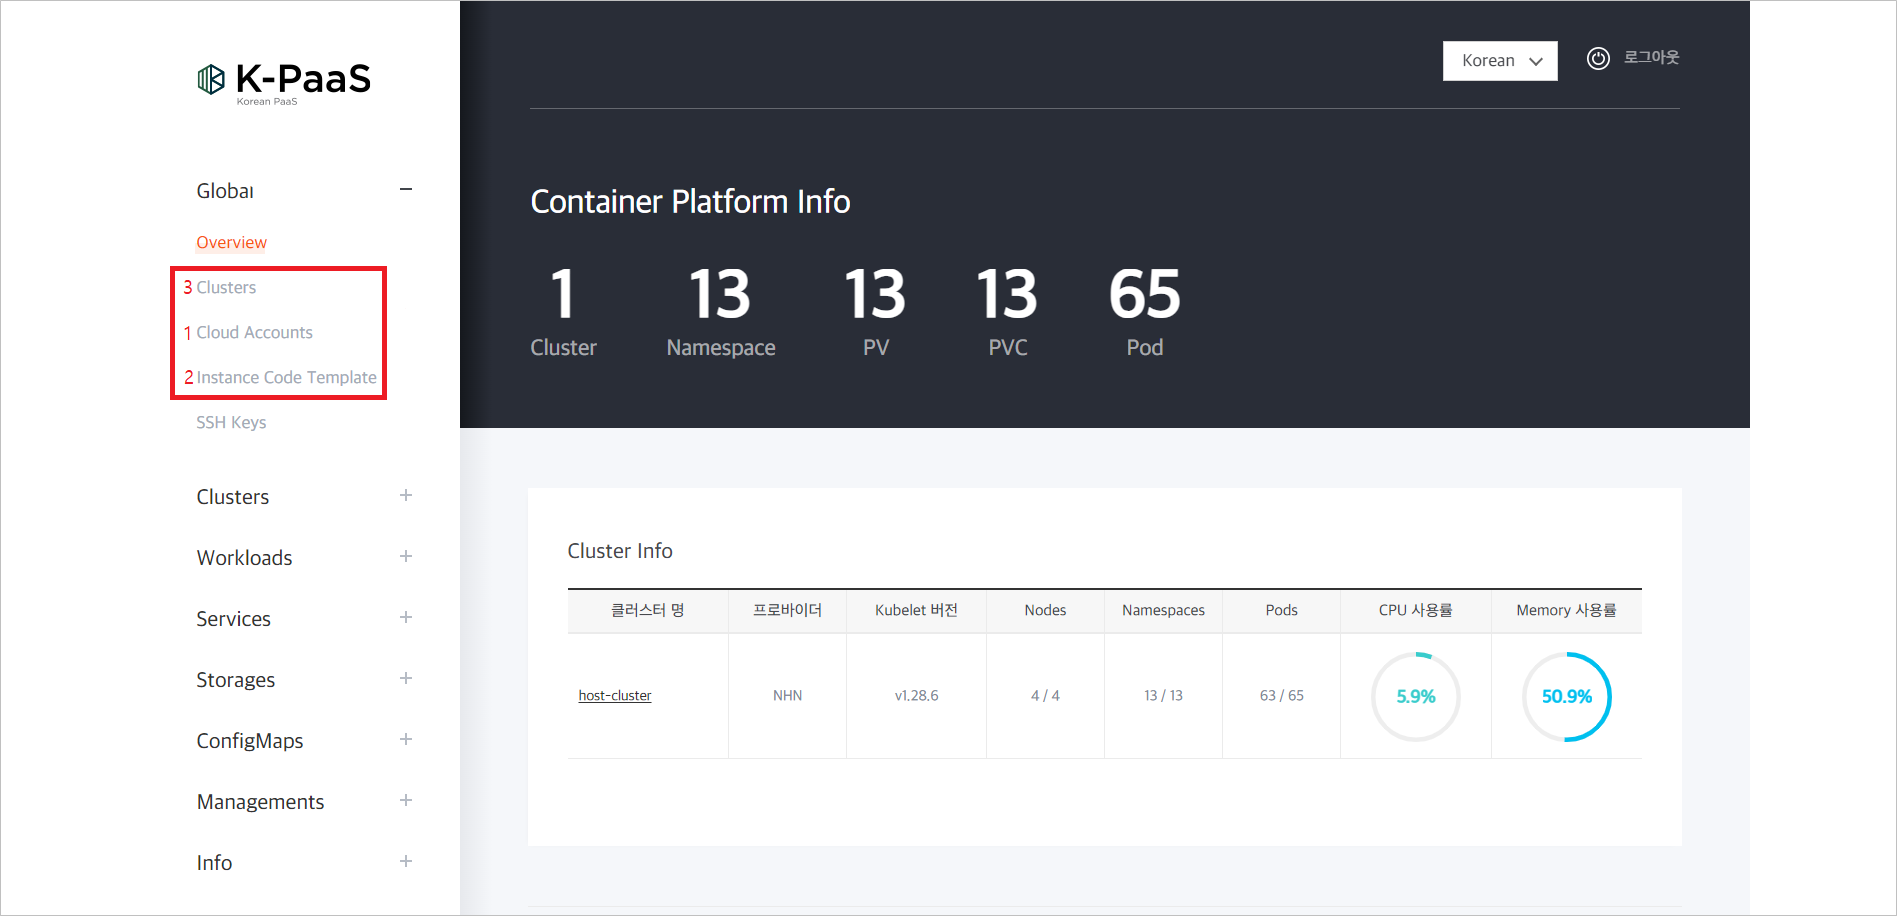 K-PaaS
Korean PaaS
Korean
로그아웃
Global
Overview
3 Clusters
1 Cloud Accounts
2 Instance Code Template
SSH Keys
Clusters
Workloads
Services
Storages
ConfigMaps
Managements
Info
Container Platform Info
1 13 13 13 65
Cluster Namespace PV PVC Pod
Cluster Info
클러스터 명 프로바이더 Kubelet 버전 Nodes Namespaces Pods CPU 사용률 Memory 사용률
host-cluster NHN v1.28.6 4 / 4 13 / 13 63 / 65 5.9% 50.9%